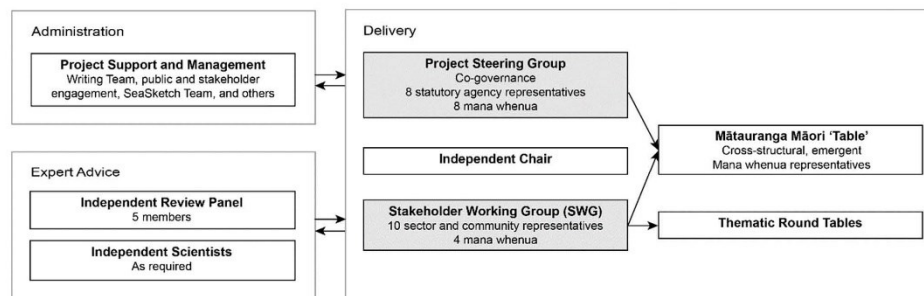 Administration
Project Support and Management
Writing Team, public and stakeholder
engagement, SeaSketch Team, and others
Expert Advice
Independent Review Panel
5 members
Independent Scientists
As required
Delivery
Project Steering Group
Co-governance
8 statutory agency representatives
8 mana whenua
Independent Chair
Stakeholder Working Group (SWG)
10 sector and community representatives
4 mana whenua
Mātauranga Māori ‘Table’
Cross-structural, emergent
Mana whenua representatives
Thematic Round Tables